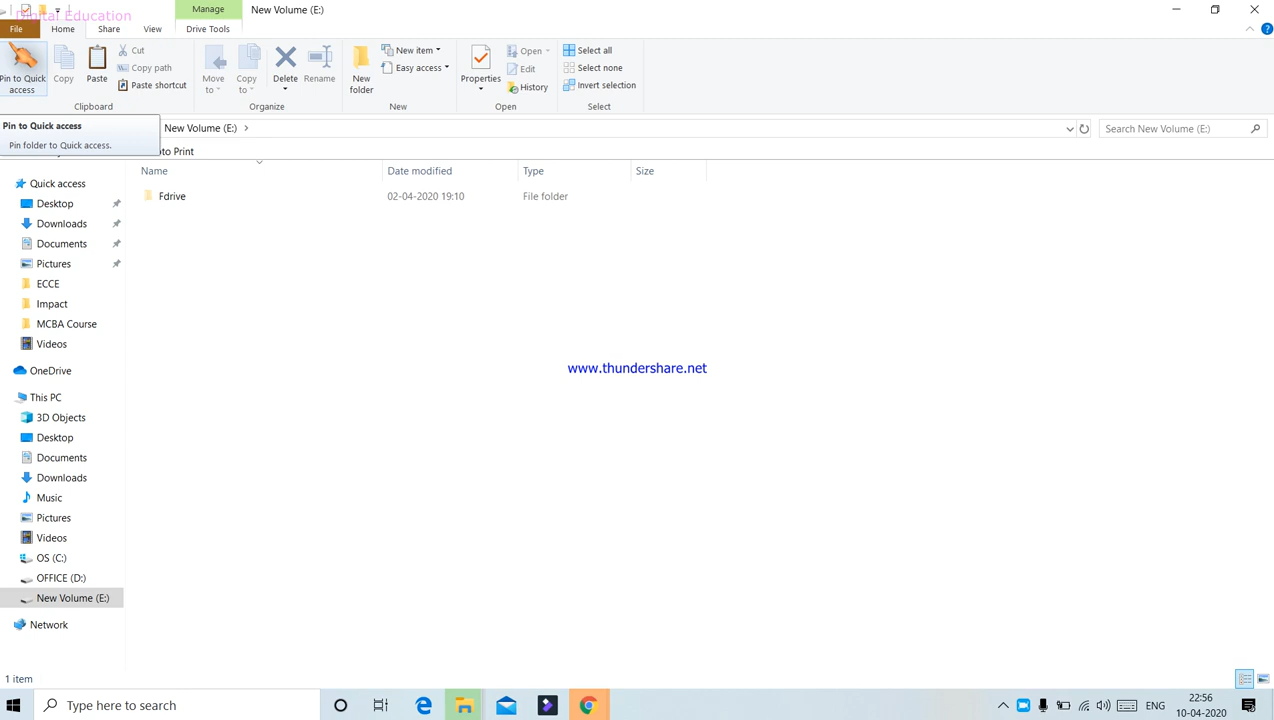 Digital Education
Manage
New Volume (E:)
File
Home
Share
View
Drive Tools
Pin to Quick access
Copy
Paste
Cut
Copy path
Paste shortcut
Move to
Copy to
Delete
Rename
New folder
New item
Easy access
Properties
Open
Edit
History
Select all
Select none
Invert selection
Clipboard
Organize
New
Open
Select
Pin to Quick access
Pin folder to Quick access.
New Volume (E:)
Search New Volume (E:)
Print
Name
Date modified
Type
Size
Fdrive
02-04-2020 19:10
File folder
Quick access
Desktop
Downloads
Documents
Pictures
ECCE
Impact
MCBA Course
Videos
OneDrive
This PC
3D Objects
Desktop
Documents
Downloads
Music
Pictures
Videos
OS (C:)
OFFICE (D:)
New Volume (E:)
Network
www.thundershare.net
1 item
Type here to search
ENG
22:56
10-04-2020